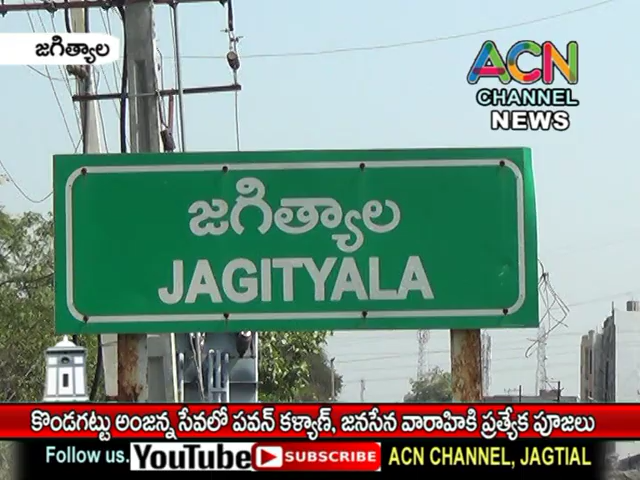 జగిత్యాల
ACN
CHANNEL
NEWS
జగిత్యాల
JAGITYALA
కొండగట్టు అంజన్న సేవలో పవన్ కళ్యాణ్, జనసేన వారాహికి ప్రత్యేక పూజలు
Follow us. YouTube SUBSCRIBE ACN CHANNEL, JAGTIAL